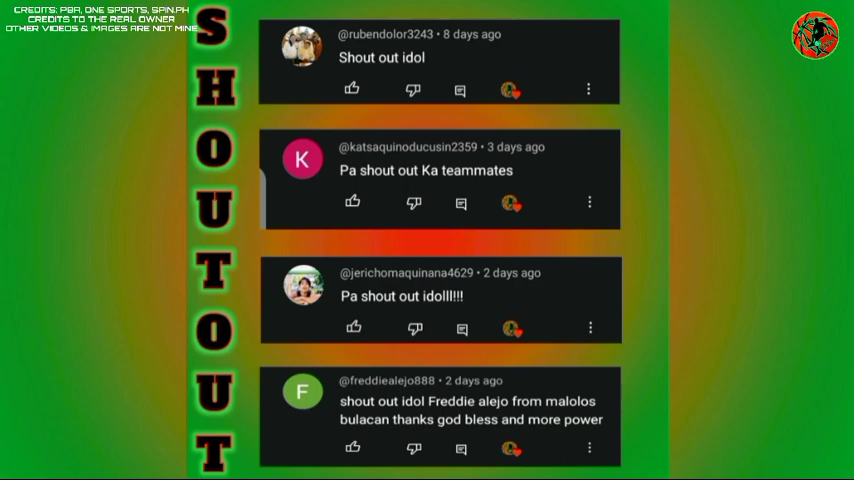 CREDITS: PBA, ONE SPORTS, SPIN.PH
CREDITS TO THE REAL OWNER
OTHER VIDEOS & IMAGES ARE NOT MINE
SHOUTOUT
@rubendolor3243 • 8 days ago
Shout out idol
K
@katsaquinoducusin2359 • 3 days ago
Pa shout out Ka teammates
@jerichomaquinana4629 • 2 days ago
Pa shout out idolll!!!
F
@freddiealejo888 • 2 days ago
shout out idol Freddie alejo from malolos
bulacan thanks god bless and more power